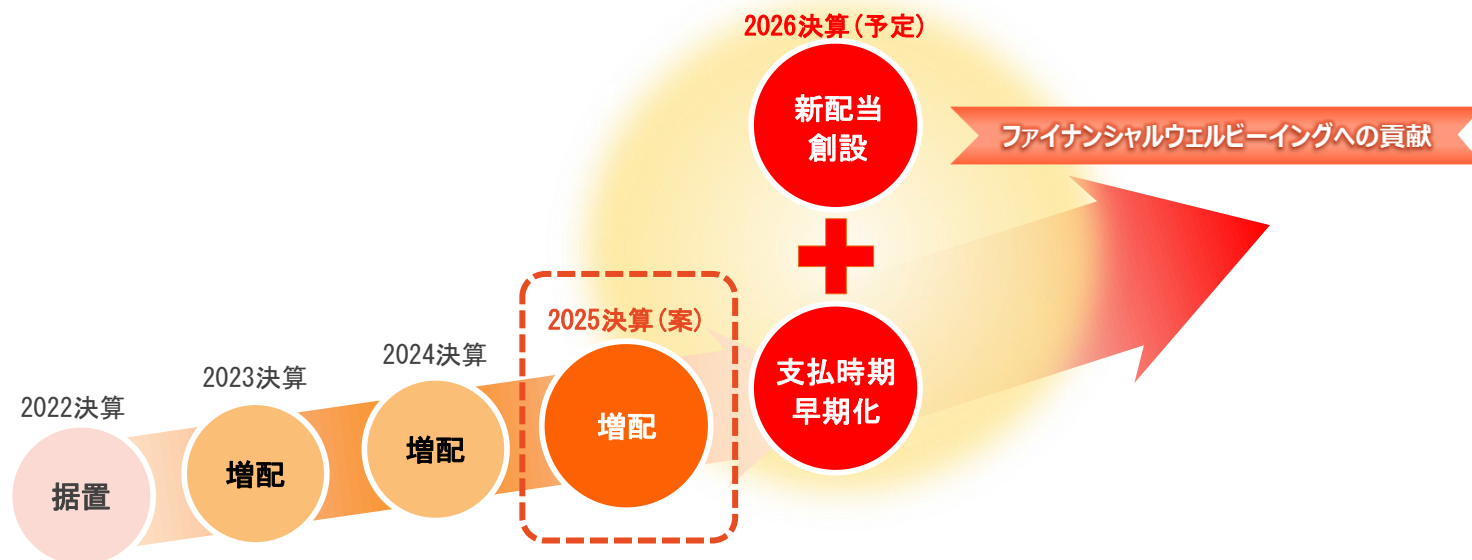 2022決算
据置
2023決算
増配
2024決算
増配
2025決算(案)
増配
2026決算(予定)
新配当
創設
支払時期
早期化
ファイナンシャルウェルビーイングへの貢献